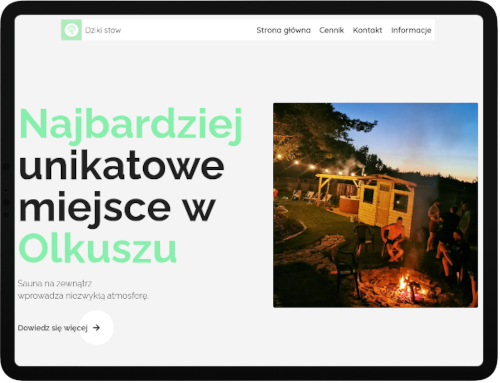 Dziki staw
Strona główna Cennik Kontakt Informacje
Najbardziej
unikatowe
miejsce w
Olkuszu
Sauna na zewnątrz
wprowadza niezwykłą atmosferę.
Dowiedz się więcej